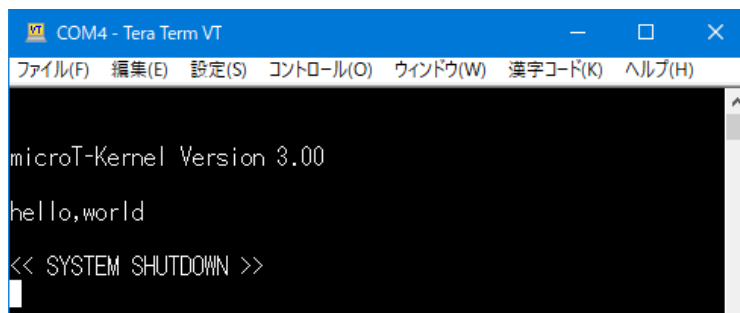 COM4 - Tera Term VT
ファイル(F) 編集(E) 設定(S) コントロール(O) ウィンドウ(W) 漢字コード(K) ヘルプ(H)
microT-Kernel Version 3.00
hello,world
<< SYSTEM SHUTDOWN >>